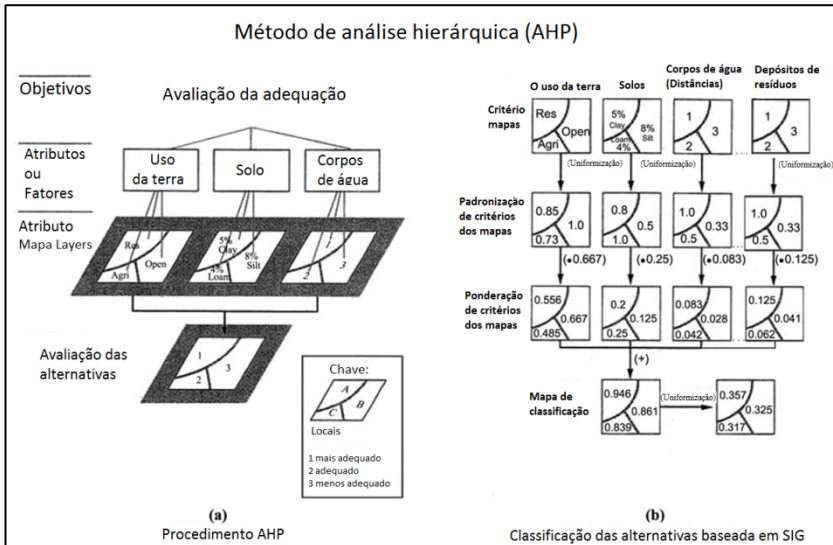 Método de análise hierárquica (AHP)
Objetivos
Avaliação da adequação
Atributos
ou
Fatores
Uso
da terra
Solo
Corpos
de água
Atributo
Mapa Layers
Res
Open
Agri
5%
Clay
8%
Silt
4%
Loam
1
3
2
Avaliação das
alternativas
1
2
3
Chave:
A
B
C
Locais
1 mais adequado
2 adequado
3 menos adequado
(a)
Procedimento AHP
O uso da terra
Solos
Corpos de água
(Distâncias)
Depósitos de
resíduos
Critério
mapas
Res
Open
Agri
5%
Clay
8%
Silt
Loam
4%
1
3
2
1
3
2
(Uniformização)
(Uniformização)
(Uniformização)
Padronização
de critérios
dos mapas
0.85
1.0
0.73
0.8
0.5
1.0
1.0
0.33
0.5
1.0
0.33
0.5
(•0.667)
(•0.25)
(•0.083)
(•0.125)
Ponderação
de critérios
dos mapas
0.556
0.667
0.485
0.2
0.125
0.25
0.083
0.028
0.042
0.125
0.041
0.062
(+)
Mapa de
classificação
0.946
0.861
0.839
(Uniformização)
0.357
0.325
0.317
(b)
Classificação das alternativas baseada em SIG